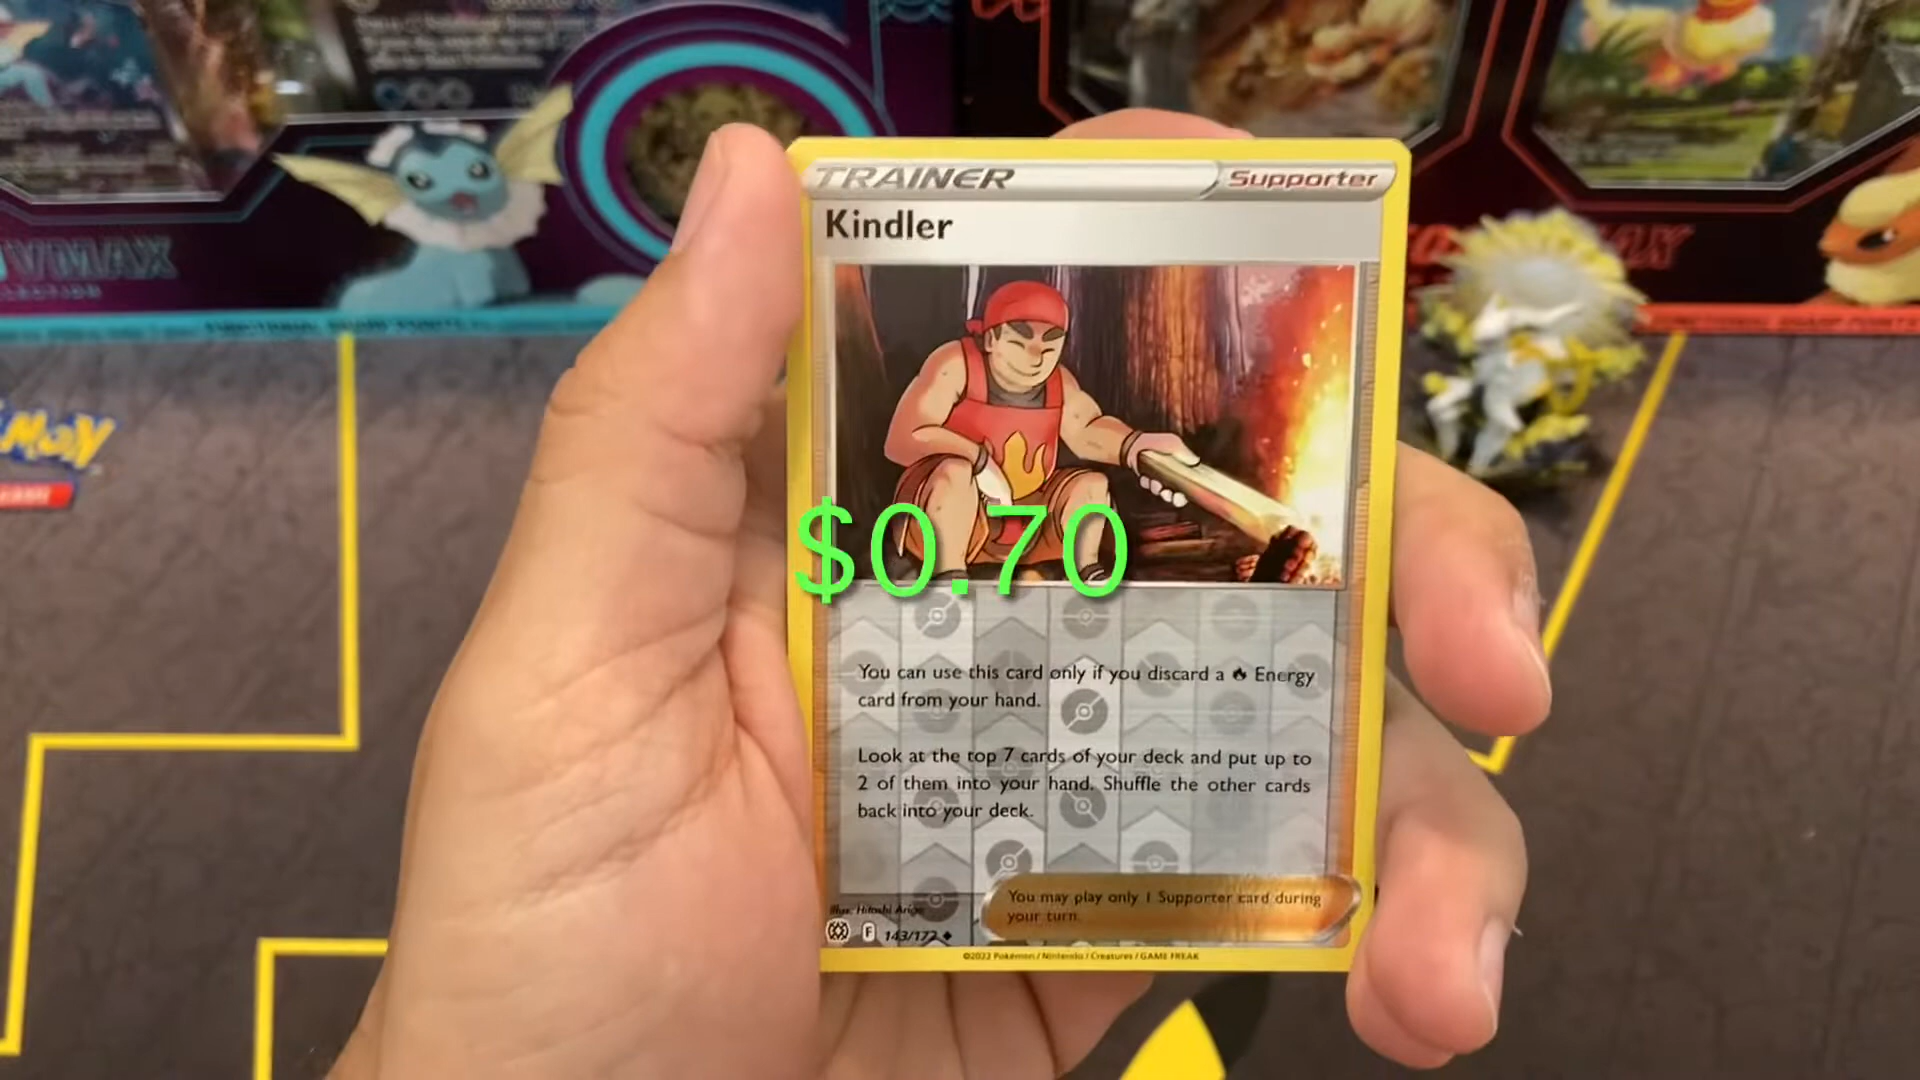 VMAX
TRAINER
Supporter
Kindler
$0.70
You can use this card only if you discard a Energy
card from your hand.
Look at the top 7 cards of your deck and put up to
2 of them into your hand. Shuffle the other cards
back into your deck.
You may play only 1 Supporter card during
your turn.
Illus. Hitoshi Ariga
F 143/172
©2022 Pokémon / Nintendo / Creatures / GAME FREAK